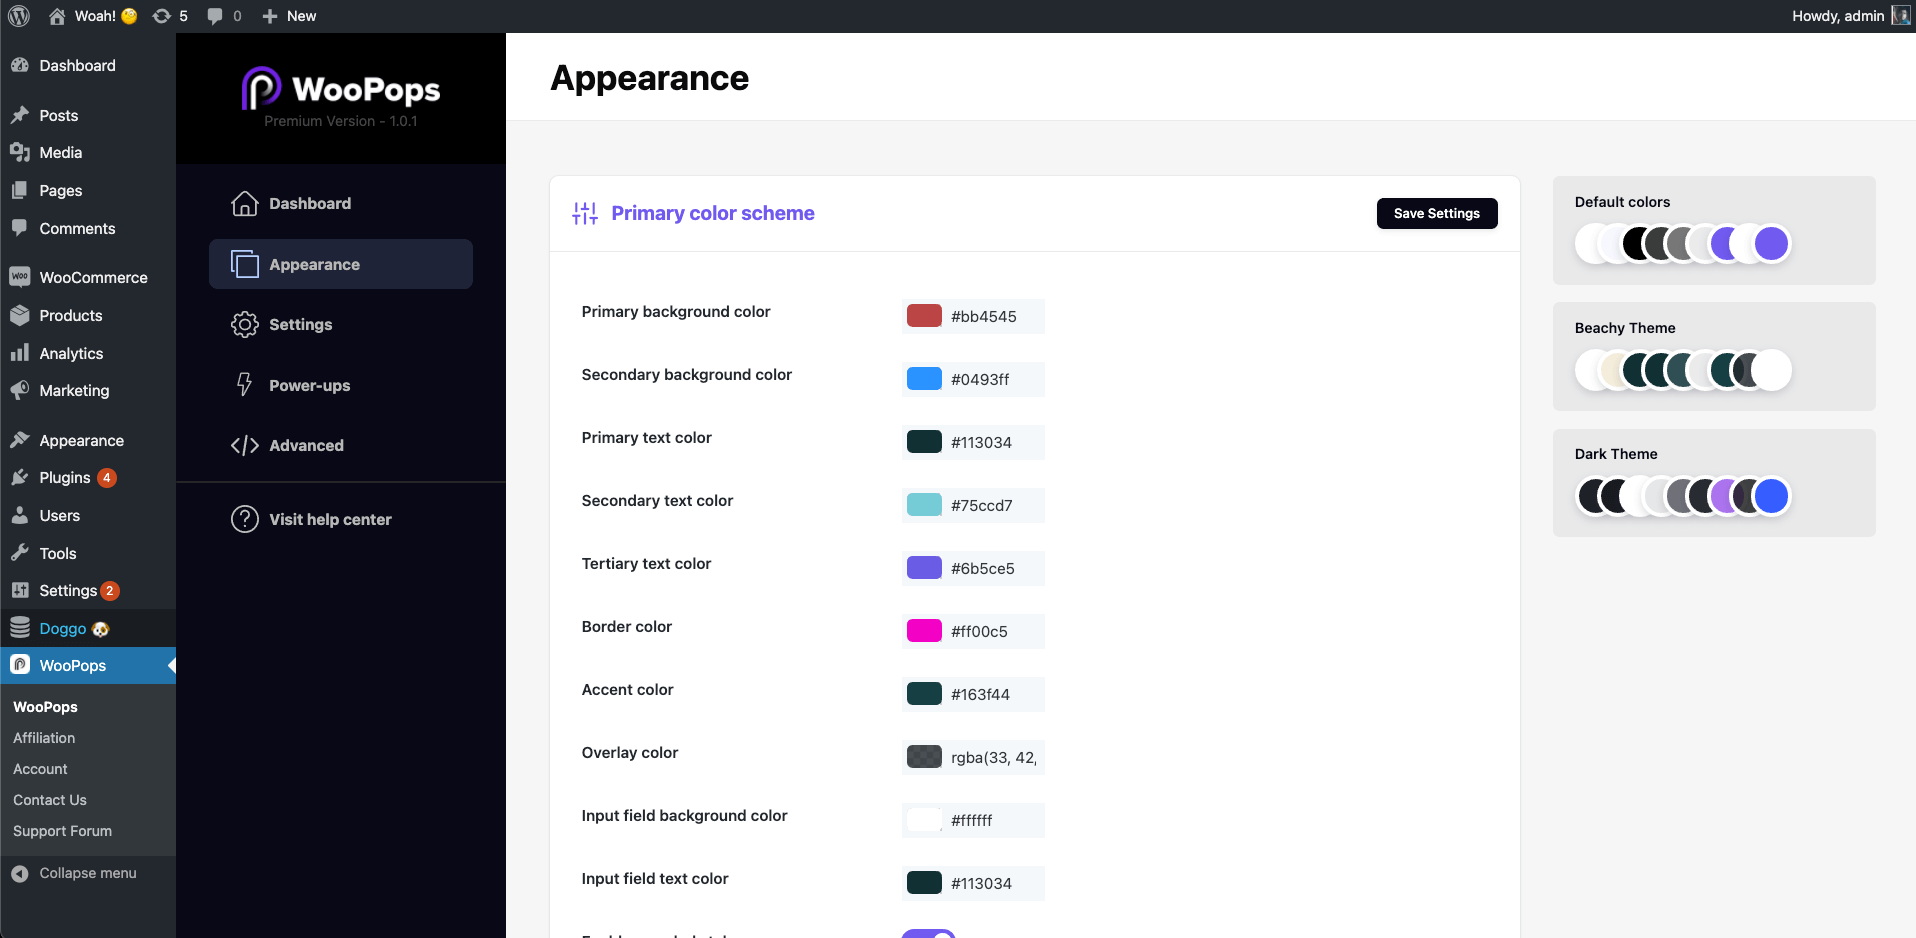 Woah! 🧐 5 0 New
Howdy, admin
Dashboard
Posts
Media
Pages
Comments
WooCommerce
Products
Analytics
Marketing
Appearance
Plugins 4
Users
Tools
Settings 2
Doggo 🐶
WooPops
WooPops
Affiliation
Account
Contact Us
Support Forum
Collapse menu
WooPops
Premium Version - 1.0.1
Dashboard
Appearance
Settings
Power-ups
Advanced
Visit help center
Appearance
Primary color scheme
Save Settings
Primary background color #bb4545
Secondary background color #0493ff
Primary text color #113034
Secondary text color #75ccd7
Tertiary text color #6b5ce5
Border color #ff00c5
Accent color #163f44
Overlay color rgba(33, 42,
Input field background color #ffffff
Input field text color #113034
Default colors
Beachy Theme
Dark Theme